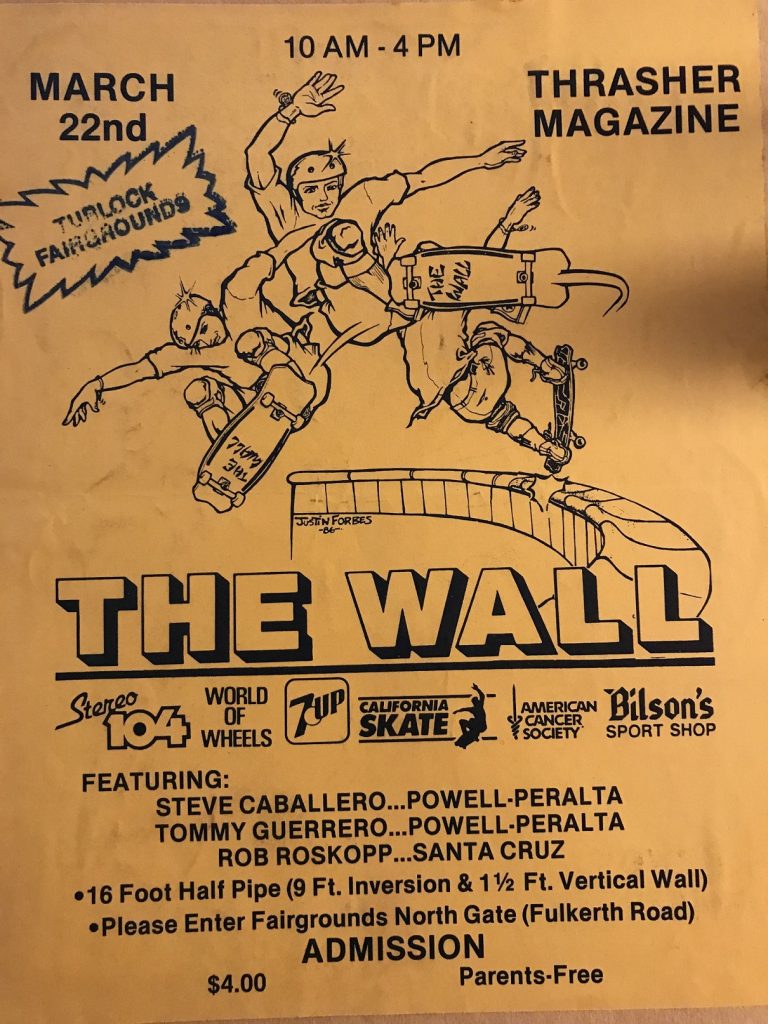 10 AM - 4 PM
MARCH
22nd
THRASHER
MAGAZINE
TURLOCK
FAIRGROUNDS
THE
WALL
THE
WALL
JUSTIN FORBES
-86-
THE WALL
Stereo
104
WORLD
OF
WHEELS
7UP
CALIFORNIA
SKATE
AMERICAN
CANCER
SOCIETY
Bilson's
SPORT SHOP
FEATURING:
STEVE CABALLERO...POWELL-PERALTA
TOMMY GUERRERO...POWELL-PERALTA
ROB ROSKOPP...SANTA CRUZ
•16 Foot Half Pipe (9 Ft. Inversion & 1½ Ft. Vertical Wall)
•Please Enter Fairgrounds North Gate (Fulkerth Road)
ADMISSION
$4.00
Parents-Free